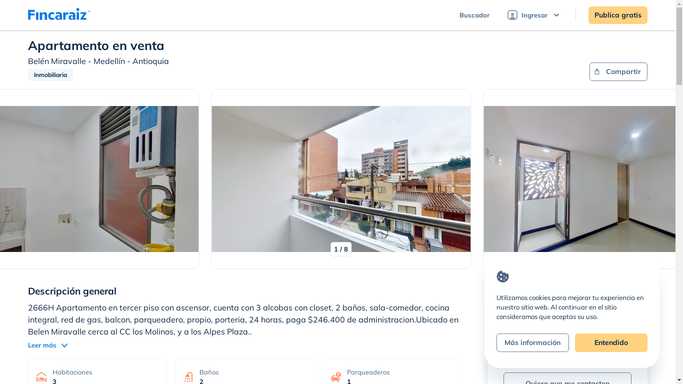 Fincaraiz
Buscador
Ingresar
Publica gratis
Apartamento en venta
Belén Miravalle - Medellín - Antioquia
Inmobiliaria
Compartir
1 / 8
Descripción general
2666H Apartamento en tercer piso con ascensor, cuenta con 3 alcobas con closet, 2 baños, sala-comedor, cocina
integral, red de gas, balcon, parqueadero, propio, porteria, 24 horas, paga $246.400 de administracion.Ubicado en
Belen Miravalle cerca al CC los Molinos, y a los Alpes Plaza..
Leer más
Habitaciones
3
Baños
2
Parqueaderos
1
Utilizamos cookies para mejorar tu experiencia en
nuestro sitio web. Al continuar en el sitio
consideramos que aceptas su uso.
Más información
Entendido
Quiero que me contacten